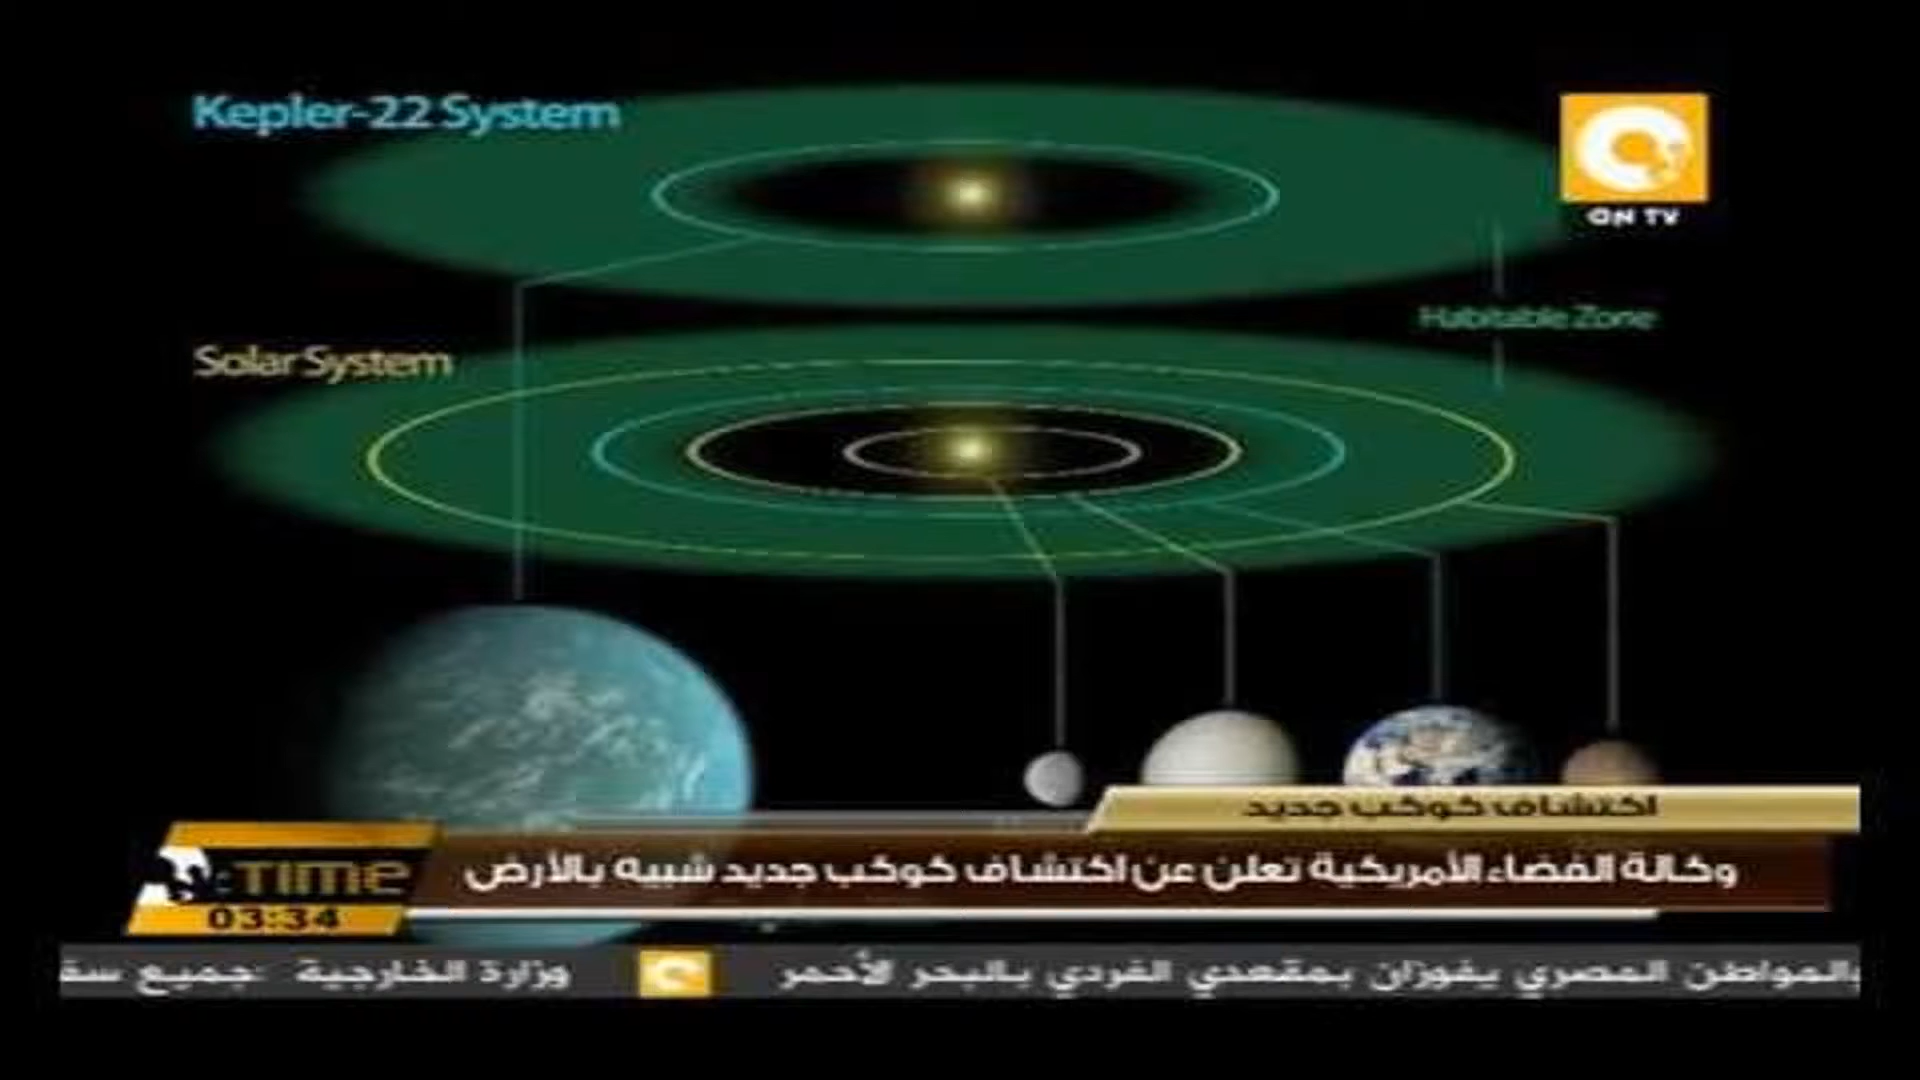 Kepler-22 System
ON TV
Habitable Zone
Solar System
اكتشاف كوكب جديد
وكالة الفضاء الأمريكية تعلن عن اكتشاف كوكب جديد شبيه بالأرض
TIME
03:34
والمواطن المصري يفوزان بمقعدي الفردي بالبحر الأحمر
وزارة الخارجية :جميع